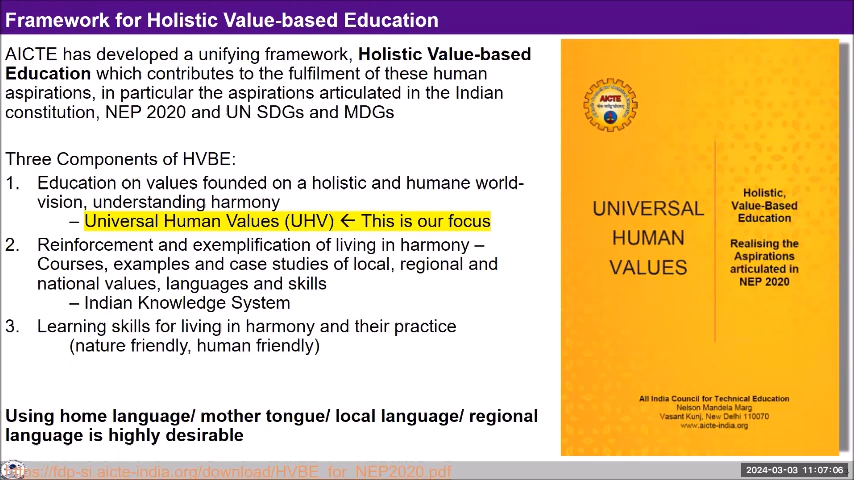 Framework for Holistic Value-based Education
AICTE has developed a unifying framework, Holistic Value-based
Education which contributes to the fulfilment of these human
aspirations, in particular the aspirations articulated in the Indian
constitution, NEP 2020 and UN SDGs and MDGs
Three Components of HVBE:
1. Education on values founded on a holistic and humane world-
vision, understanding harmony
– Universal Human Values (UHV) ← This is our focus
2. Reinforcement and exemplification of living in harmony –
Courses, examples and case studies of local, regional and
national values, languages and skills
– Indian Knowledge System
3. Learning skills for living in harmony and their practice
(nature friendly, human friendly)
Using home language/ mother tongue/ local language/ regional
language is highly desirable
https://fdp-si.aicte-india.org/download/HVBE_for_NEP2020.pdf
AICTE
UNIVERSAL
HUMAN
VALUES
Holistic,
Value-Based
Education
Realising the
Aspirations
articulated in
NEP 2020
All India Council for Technical Education
Nelson Mandela Marg
Vasant Kunj, New Delhi 110070
www.aicte-india.org
2024-03-03 11:07:06